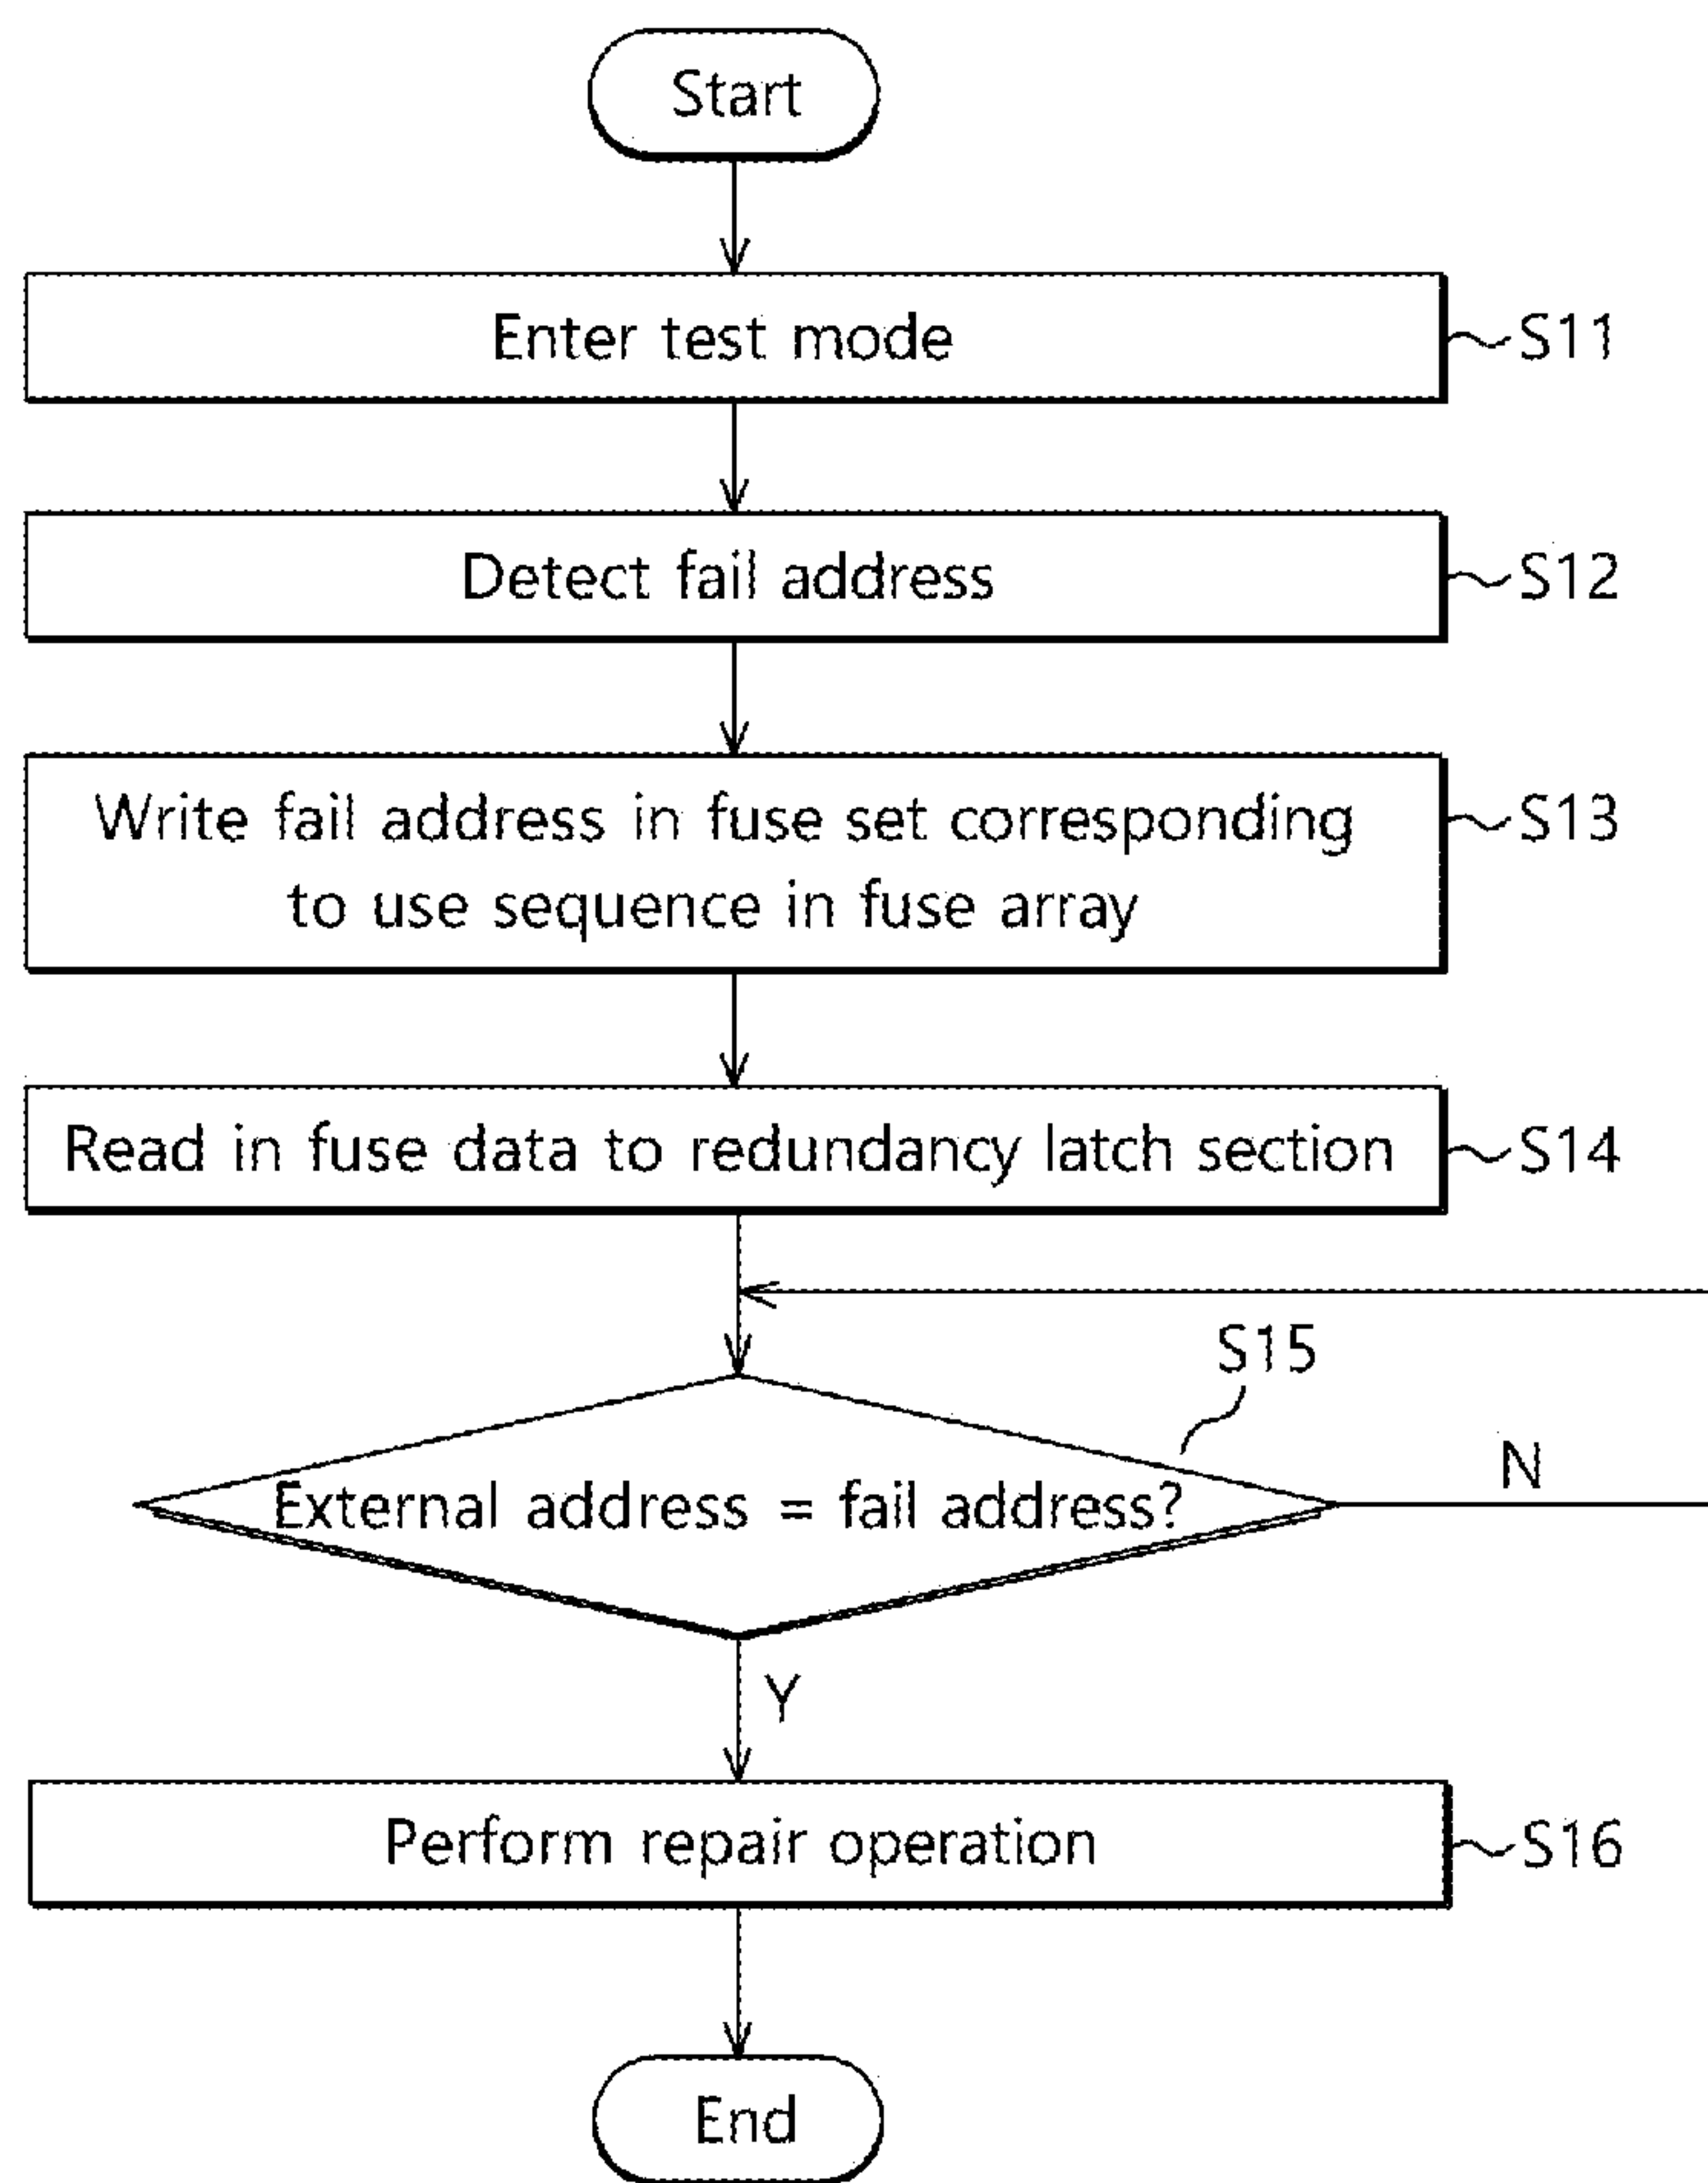 Start
Enter test mode
S11
Detect fail address
S12
Write fail address in fuse set corresponding
to use sequence in fuse array
S13
Read in fuse data to redundancy latch section
S14
S15
External address = fail address?
N
Y
Perform repair operation
S16
End